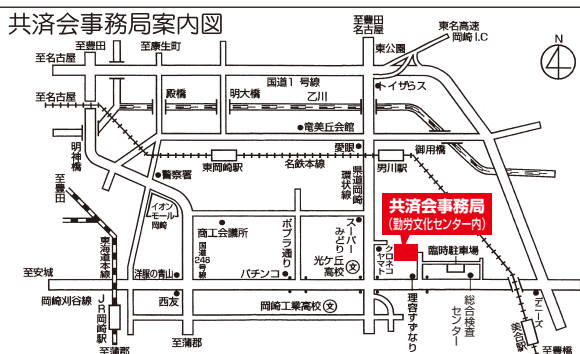 共済会事務局案内図
至豊田
至康生町
至豊田
名古屋
東名高速
岡崎I.C
N
至名古屋
東公園
国道1号線
トイザらス
至名古屋
殿橋
明大橋
乙川
竜美丘会館
明神橋
愛眼
御用橋
東岡崎駅
名鉄本線
男川駅
警察署
至豊田
県道岡崎
環状線
イオン
モール
岡崎
共済会事務局
(勤労文化センター内)
商工会議所
ポプラ通り
スーパー
みどり
東海道本線
国道248号線
光ケ丘
高校
文
クロネコ
ヤマト
臨時駐車場
至安城
洋服の青山
パチンコ
岡崎刈谷線
JR岡崎駅
西友
岡崎工業高校
文
理容すずなり
総合検査
センター
デニーズ
美合駅
至蒲郡
至蒲郡
至豊橋